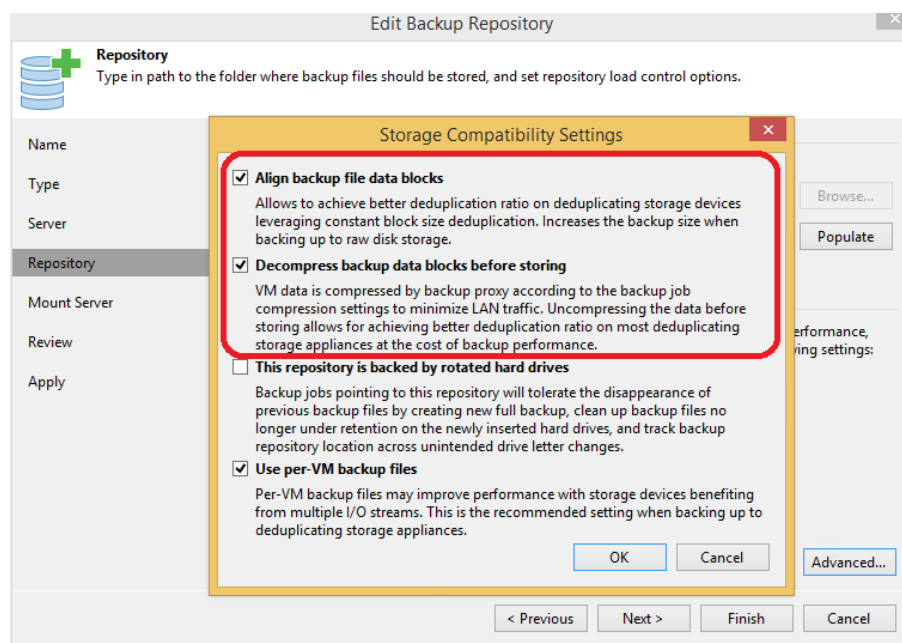 Edit Backup Repository
Repository
Type in path to the folder where backup files should be stored, and set repository load control options.
Name
Type
Server
Repository
Mount Server
Review
Apply
Storage Compatibility Settings
Align backup file data blocks
Allows to achieve better deduplication ratio on deduplicating storage devices
leveraging constant block size deduplication. Increases the backup size when
backing up to raw disk storage.
Decompress backup data blocks before storing
VM data is compressed by backup proxy according to the backup job
compression settings to minimize LAN traffic. Uncompressing the data before
storing allows for achieving better deduplication ratio on most deduplicating
storage appliances at the cost of backup performance.
This repository is backed by rotated hard drives
Backup jobs pointing to this repository will tolerate the disappearance of
previous backup files by creating new full backup, clean up backup files no
longer under retention on the newly inserted hard drives, and track backup
repository location across unintended drive letter changes.
Use per-VM backup files
Per-VM backup files may improve performance with storage devices benefiting
from multiple I/O streams. This is the recommended setting when backing up to
deduplicating storage appliances.
OK
Cancel
Browse...
Populate
erformance,
ving settings:
Advanced...
< Previous
Next >
Finish
Cancel